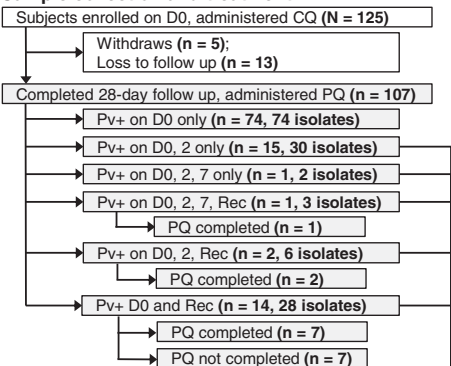 Subjects enrolled on D0, administered CQ (N = 125)
Withdraws (n = 5);
Loss to follow up (n = 13)
Completed 28-day follow up, administered PQ (n = 107)
Pv+ on D0 only (n = 74, 74 isolates)
Pv+ on D0, 2 only (n = 15, 30 isolates)
Pv+ on D0, 2, 7 only (n = 1, 2 isolates)
Pv+ on D0, 2, 7, Rec (n = 1, 3 isolates)
PQ completed (n = 1)
Pv+ on D0, 2, Rec (n = 2, 6 isolates)
PQ completed (n = 2)
Pv+ D0 and Rec (n = 14, 28 isolates)
PQ completed (n = 7)
PQ not completed (n = 7)